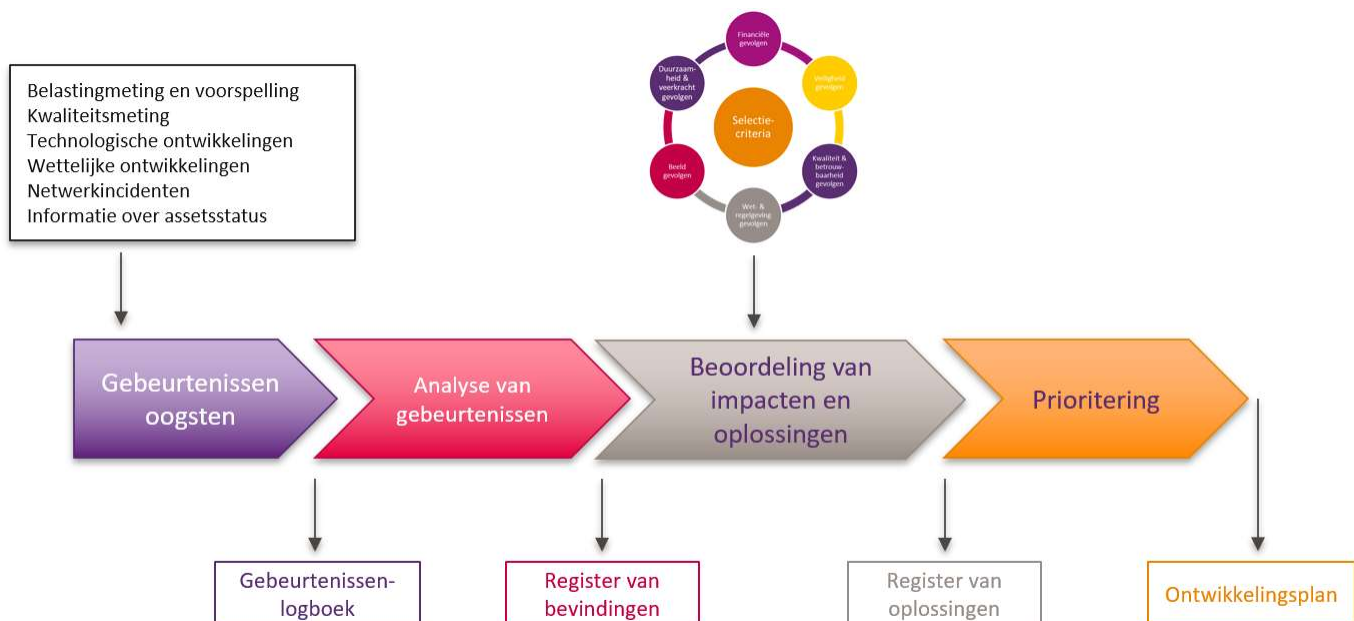 Belastingmeting en voorspelling
Kwaliteitsmeting
Technologische ontwikkelingen
Wettelijke ontwikkelingen
Netwerkincidenten
Informatie over assetsstatus
Financiële
gevolgen
Veiligheid
gevolgen
Kwaliteit &
betrouw-
baarheid
gevolgen
Wet- &
regelgeving
gevolgen
Beeld
gevolgen
Duurzaam-
heid &
veerkracht
gevolgen
Selectie-
criteria
Gebeurtenissen
oogsten
Analyse van
gebeurtenissen
Beoordeling van
impacten en
oplossingen
Prioritering
Gebeurtenissen-
logboek
Register van
bevindingen
Register van
oplossingen
Ontwikkelingsplan